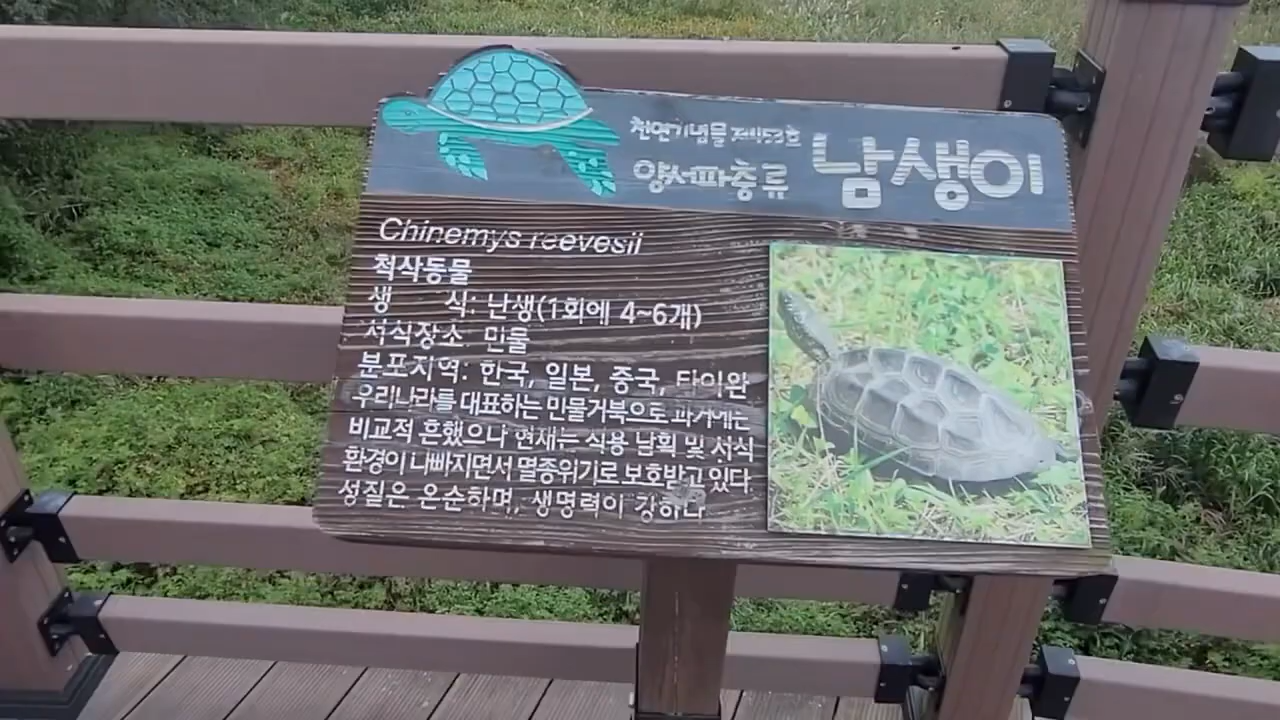 천연기념물 제453호
양서파충류 남생이
Chinemys reevesii
척삭동물
생 식: 난생(1회에 4~6개)
서식장소: 민물
분포지역: 한국, 일본, 중국, 타이완
우리나라를 대표하는 민물거북으로 과거에는
비교적 흔했으나 현재는 식용 남획 및 서식
환경이 나빠지면서 멸종위기로 보호받고 있다.
성질은 온순하며, 생명력이 강하다